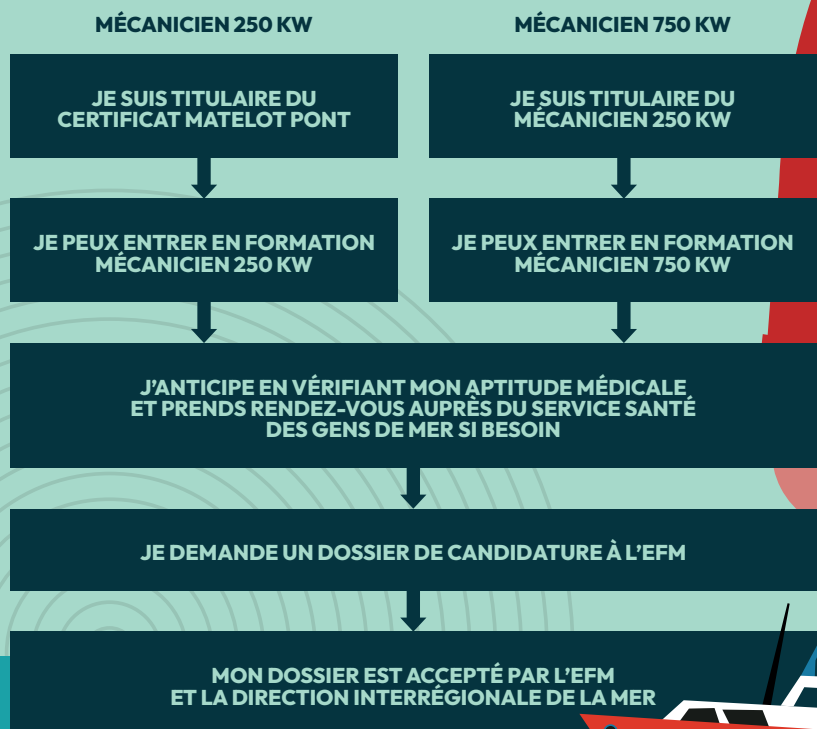 MÉCANICIEN 250 KW
JE SUIS TITULAIRE DU
CERTIFICAT MATELOT PONT
JE PEUX ENTRER EN FORMATION
MÉCANICIEN 250 KW
MÉCANICIEN 750 KW
JE SUIS TITULAIRE DU
MÉCANICIEN 250 KW
JE PEUX ENTRER EN FORMATION
MÉCANICIEN 750 KW
J'ANTICIPE EN VÉRIFIANT MON APTITUDE MÉDICALE
ET PRENDS RENDEZ-VOUS AUPRÈS DU SERVICE SANTÉ
DES GENS DE MER SI BESOIN
JE DEMANDE UN DOSSIER DE CANDIDATURE À L'EFM
MON DOSSIER EST ACCEPTÉ PAR L'EFM
ET LA DIRECTION INTERRÉGIONALE DE LA MER